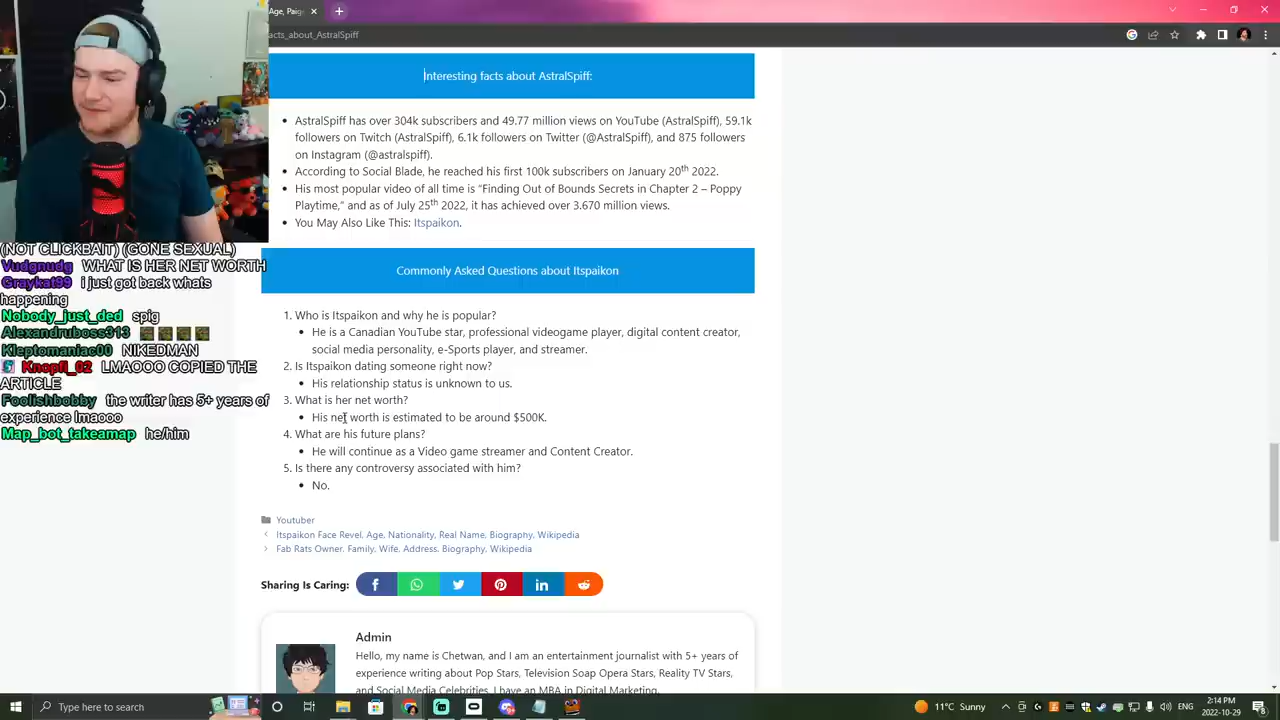 Age, Paige
acts_about_AstralSpiff
Interesting facts about AstralSpiff:
AstralSpiff has over 304k subscribers and 49.77 million views on YouTube (AstralSpiff), 59.1k
followers on Twitch (AstralSpiff), 6.1k followers on Twitter (@AstralSpiff), and 875 followers
on Instagram (@astralspiff).
According to Social Blade, he reached his first 100k subscribers on January 20th 2022.
His most popular video of all time is “Finding Out of Bounds Secrets in Chapter 2 – Poppy
Playtime,” and as of July 25th 2022, it has achieved over 3.670 million views.
You May Also Like This: Itspaikon.
Commonly Asked Questions about Itspaikon
1. Who is Itspaikon and why he is popular?
He is a Canadian YouTube star, professional videogame player, digital content creator,
social media personality, e-Sports player, and streamer.
2. Is Itspaikon dating someone right now?
His relationship status is unknown to us.
3. What is her net worth?
His net worth is estimated to be around $500K.
4. What are his future plans?
He will continue as a Video game streamer and Content Creator.
5. Is there any controversy associated with him?
No.
Youtuber
Itspaikon Face Revel, Age, Nationality, Real Name, Biography, Wikipedia
Fab Rats Owner, Family, Wife, Address, Biography, Wikipedia
Sharing Is Caring:
Admin
Hello, my name is Chetwan, and I am an entertainment journalist with 5+ years of
experience writing about Pop Stars, Television Soap Opera Stars, Reality TV Stars,
and Social Media Celebrities. I have an MBA in Digital Marketing.
(NOT CLICKBAIT) (GONE SEXUAL)
Vudgnudg WHAT IS HER NET WORTH
Graykat99 i just got back whats
happening
Nobody_just_ded spig
Alexandruboss313
Kleptomaniac00 NIKEDMAN
Knopfi_02 LMAOOO COPIED THE
ARTICLE
Foolishbobby the writer has 5+ years of
experience lmaooo
Map_bot_takeamap he/him
Type here to search
11°C Sunny
ENG
2:14 PM
2022-10-29